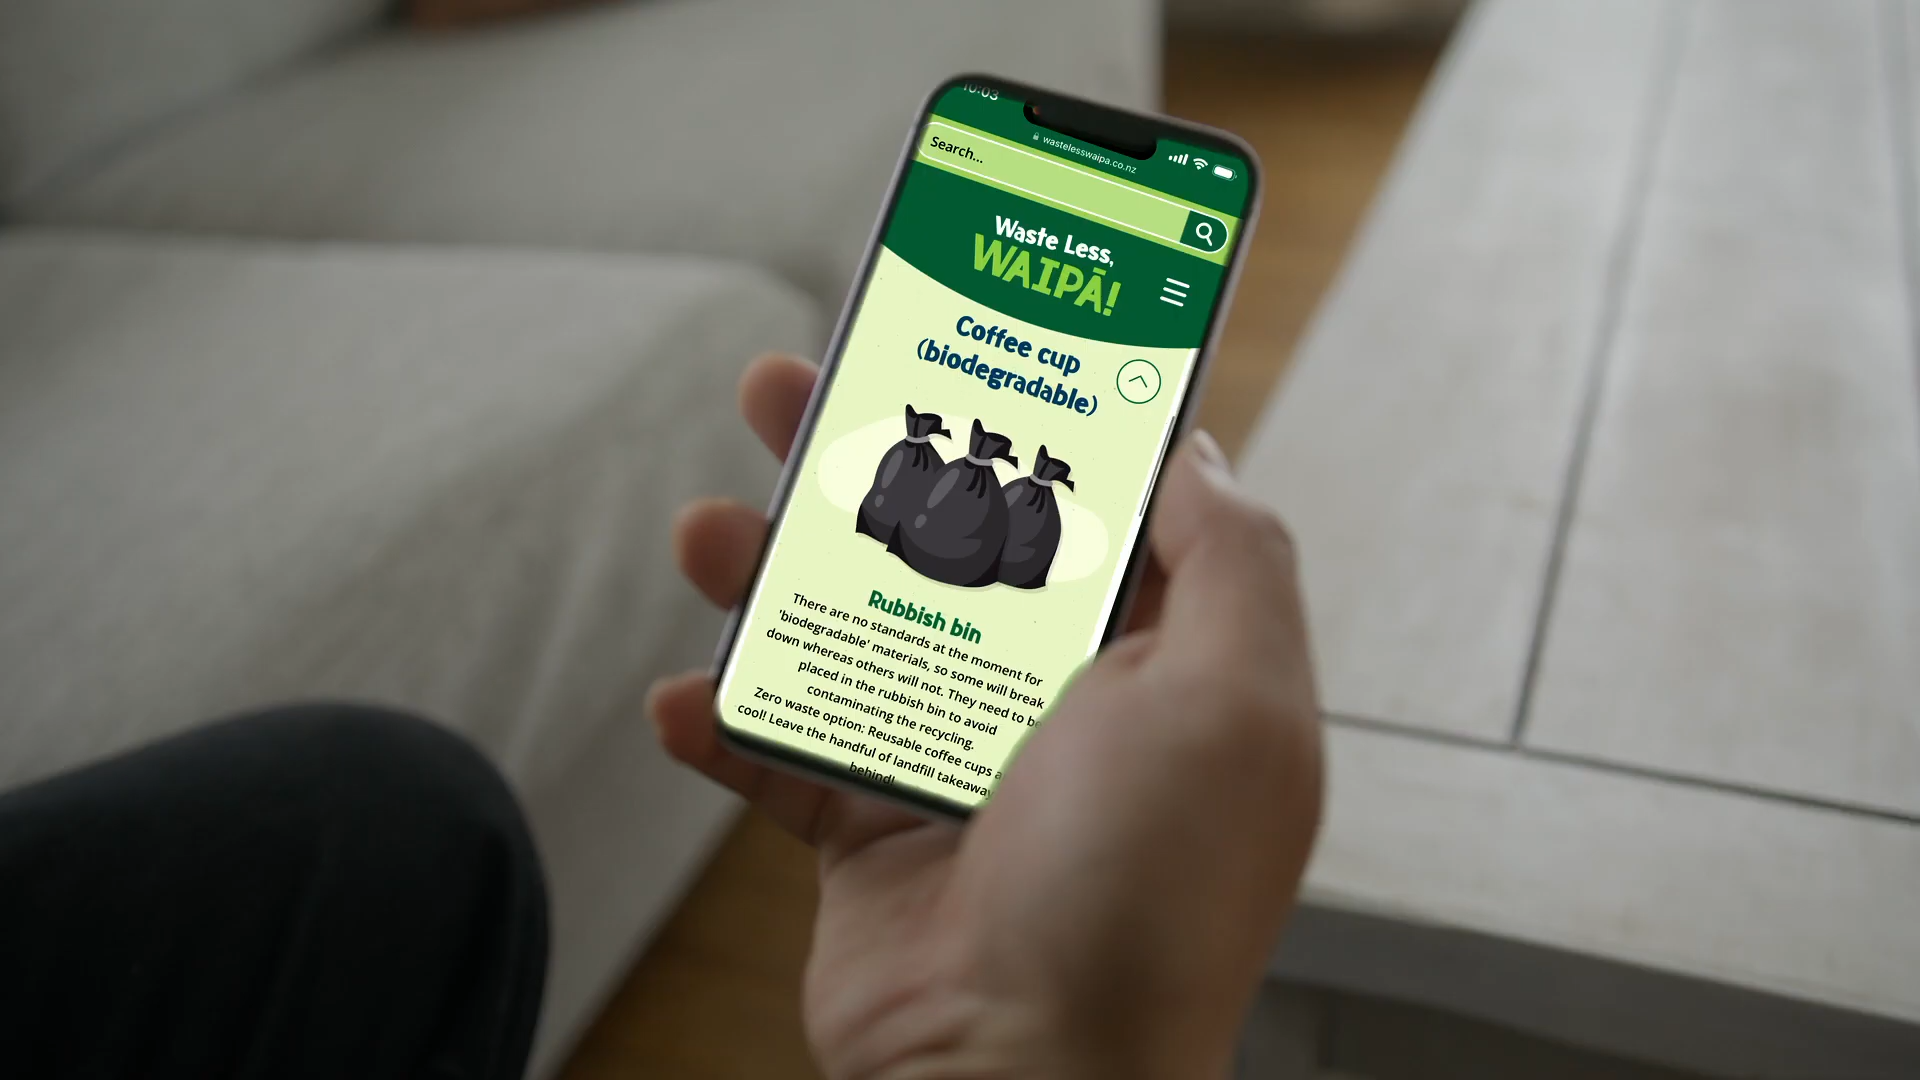 10:03
wastelesswaipa.co.nz
Search...
Waste Less,
WAIPĀ!
Coffee cup
(biodegradable)
Rubbish bin
There are no standards at the moment for
'biodegradable' materials, so some will break
down whereas others will not. They need to be
placed in the rubbish bin to avoid
contaminating the recycling.
Zero waste option: Reusable coffee cups a
cool! Leave the handful of landfill takeaway
behind!